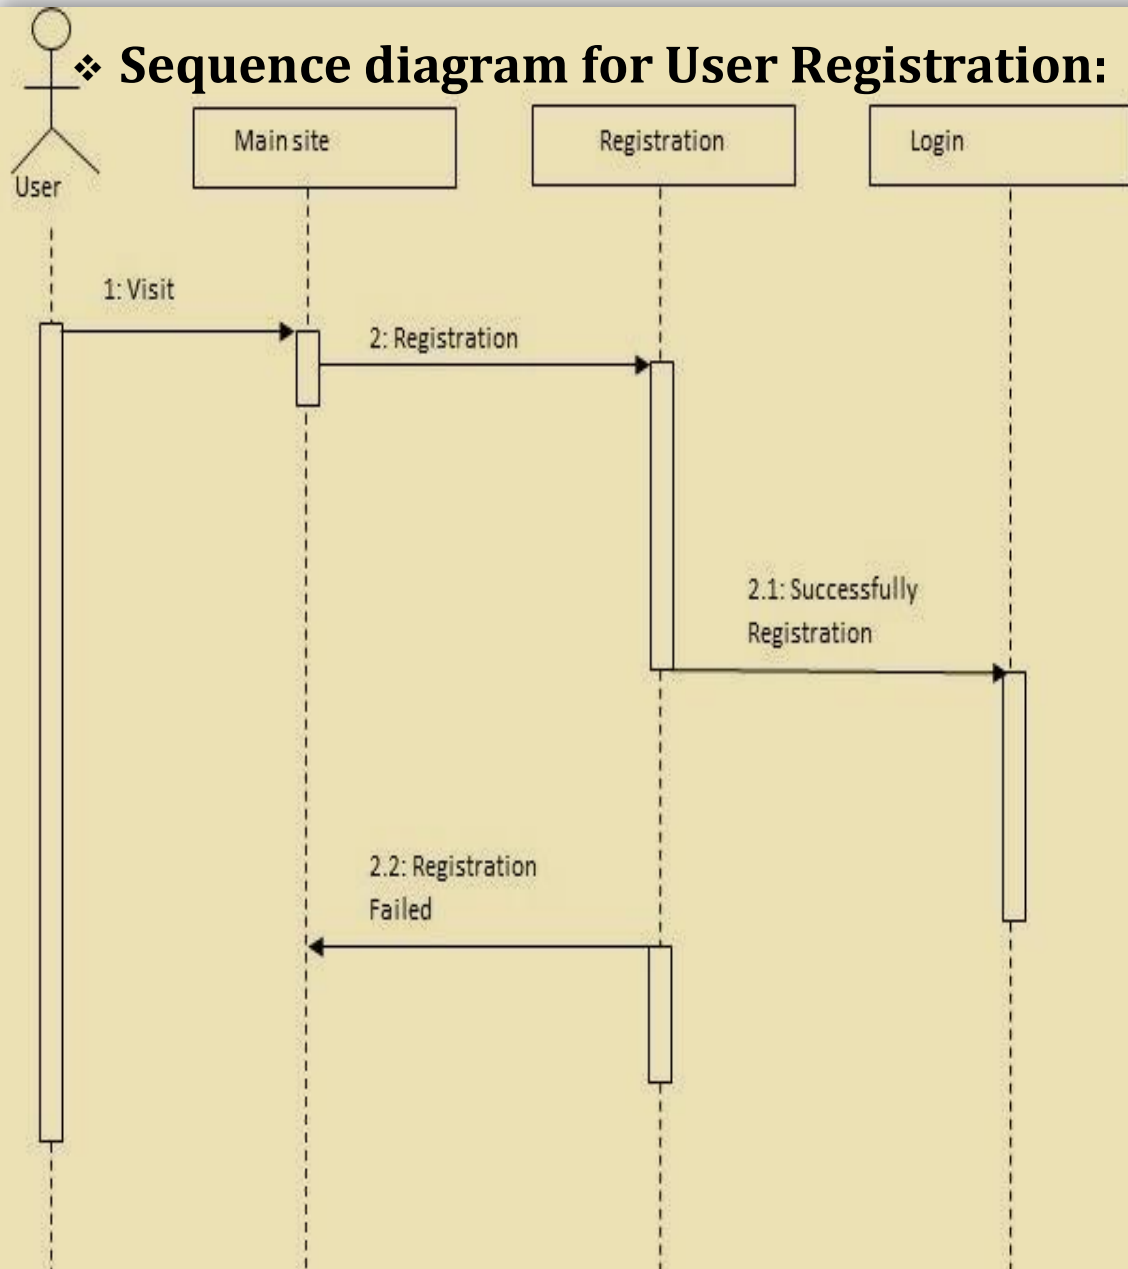 ❖ Sequence diagram for User Registration:
Main site
Registration
Login
User
1: Visit
2: Registration
2.1: Successfully
Registration
2.2: Registration
Failed